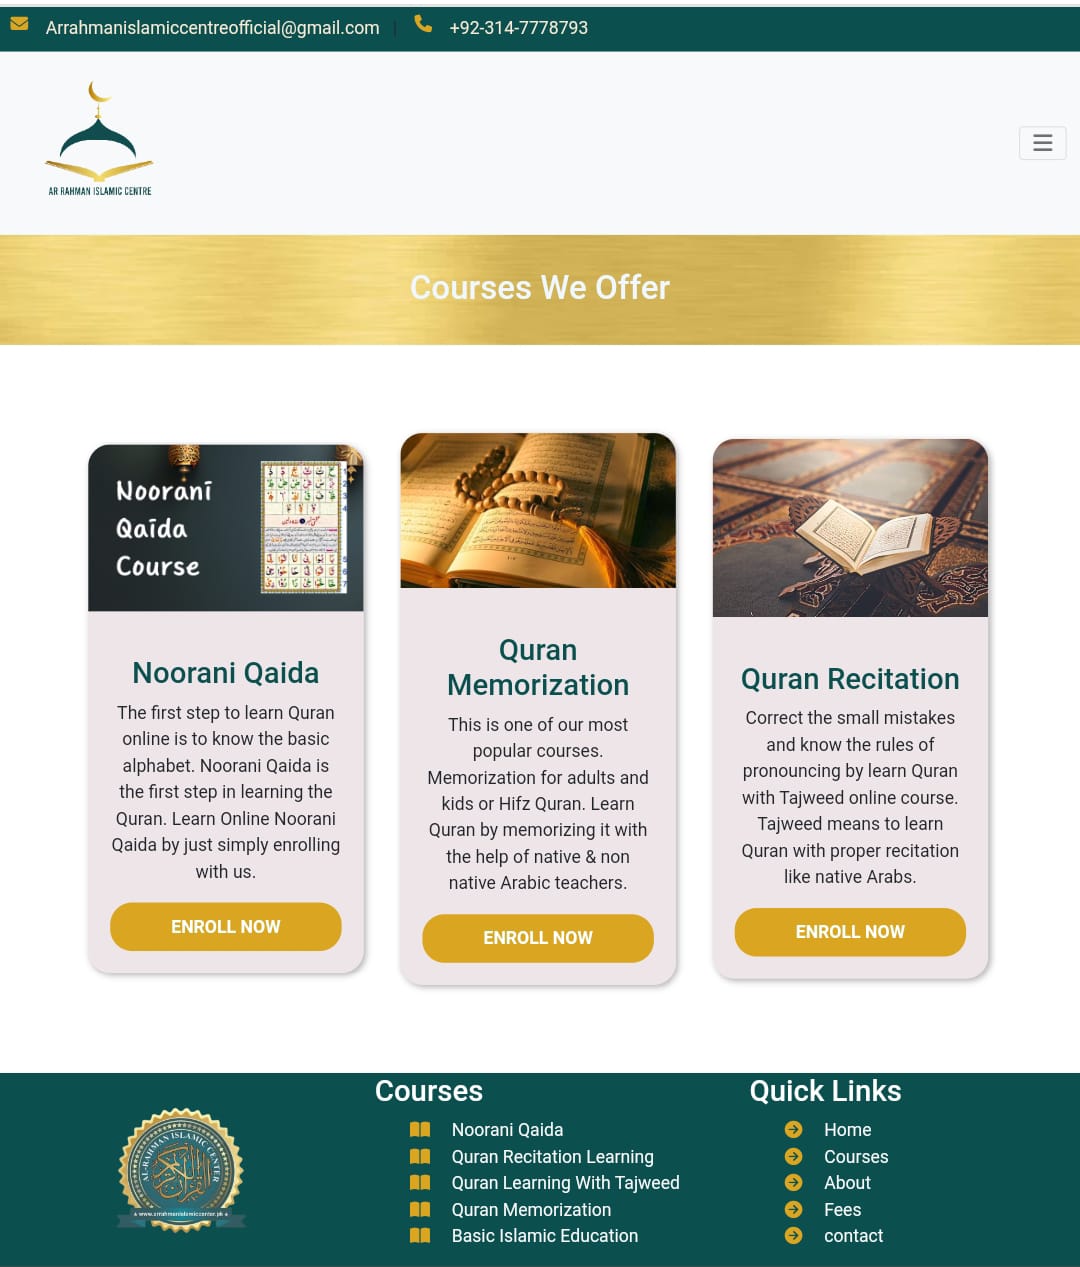 Arrahmanislamiccentreofficial@gmail.com | +92-314-7778793
AR RAHMAN ISLAMIC CENTRE
Courses We Offer
Noorani
Qaida
Course
Noorani Qaida
The first step to learn Quran
online is to know the basic
alphabet. Noorani Qaida is
the first step in learning the
Quran. Learn Online Noorani
Qaida by just simply enrolling
with us.
ENROLL NOW
Quran
Memorization
This is one of our most
popular courses.
Memorization for adults and
kids or Hifz Quran. Learn
Quran by memorizing it with
the help of native & non
native Arabic teachers.
ENROLL NOW
Quran Recitation
Correct the small mistakes
and know the rules of
pronouncing by learn Quran
with Tajweed online course.
Tajweed means to learn
Quran with proper recitation
like native Arabs.
ENROLL NOW
AL-RAHMAN ISLAMIC CENTER
www.arrahmanislamiccenter.pk
Courses
Noorani Qaida
Quran Recitation Learning
Quran Learning With Tajweed
Quran Memorization
Basic Islamic Education
Quick Links
Home
Courses
About
Fees
contact